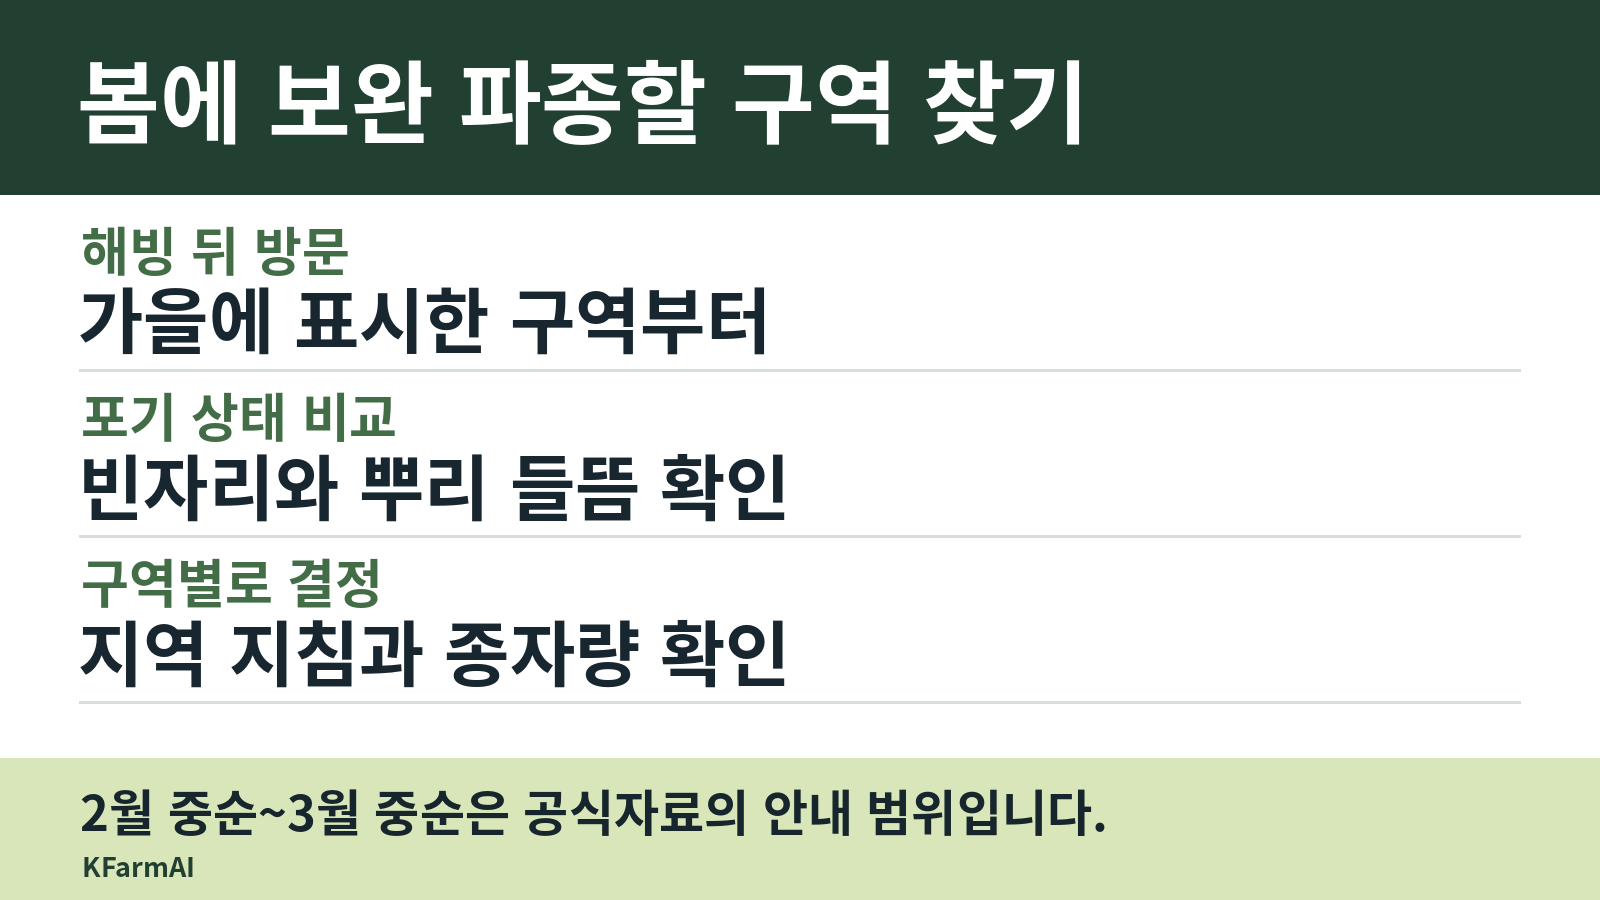 봄에 보완 파종할 구역 찾기
해빙 뒤 방문
가을에 표시한 구역부터
포기 상태 비교
빈자리와 뿌리 들뜸 확인
구역별로 결정
지역 지침과 종자량 확인
2월 중순~3월 중순은 공식자료의 안내 범위입니다.
KFarmAI